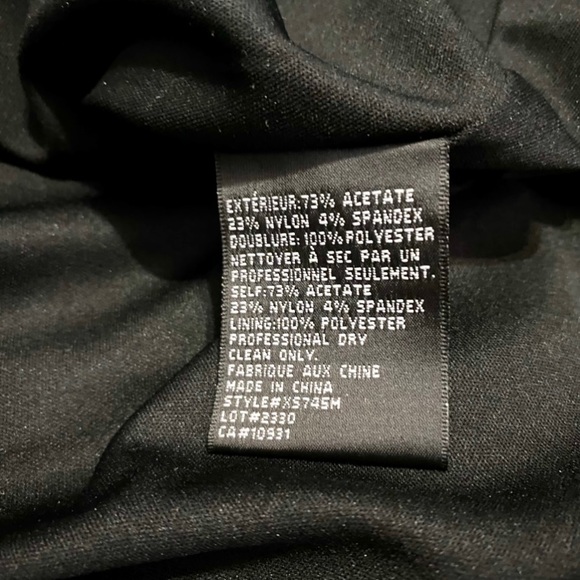 EXTÉRIEUR:73% ACETATE
23% NYLON 4% SPANDEX
DOUBLURE: 100% POLYESTER
NETTOYER À SEC PAR UN
PROFESSIONNEL SEULEMENT.
SELF:73% ACETATE
23% NYLON 4% SPANDEX
LINING:100% POLYESTER
PROFESSIONAL DRY
CLEAN ONLY.
FABRIQUE AUX CHINE
MADE IN CHINA
STYLE#XS745M
LOT#2330
CA#10931